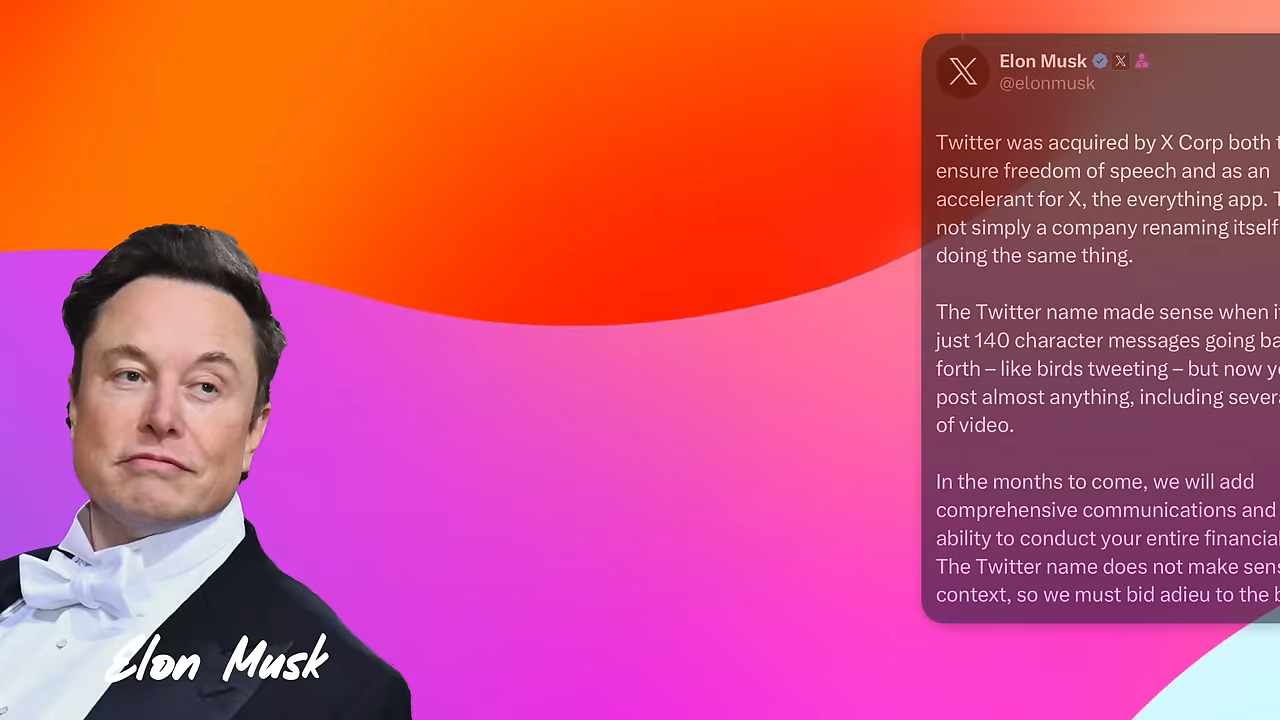 Elon Musk
@elonmusk
Twitter was acquired by X Corp both
ensure freedom of speech and as an
accelerant for X, the everything app.
not simply a company renaming itself
doing the same thing.
The Twitter name made sense when
just 140 character messages going
forth – like birds tweeting – but now
post almost anything, including
of video.
In the months to come, we will add
comprehensive communications and
ability to conduct your entire financial
The Twitter name does not make
context, so we must bid adieu to the
Elon Musk